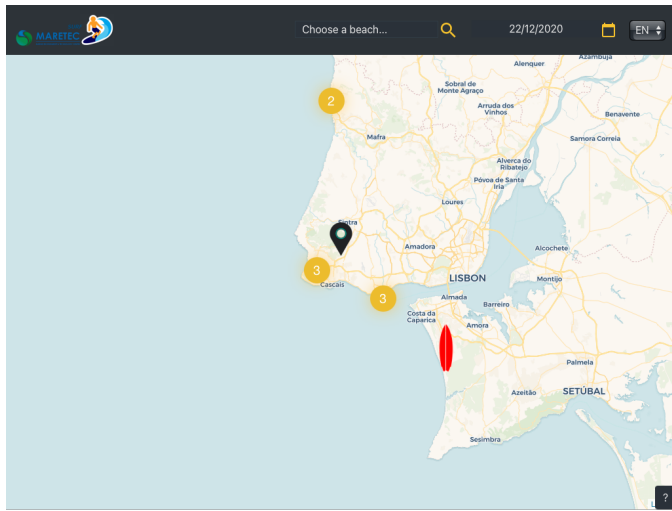 MARETEC
Choose a beach...
22/12/2020
EN
Alenquer
Azambuja
Sobral de
Monte Agraço
2
Arruda dos
Vinhos
Benavente
Mafra
Samora Correia
Alverca do
Ribatejo
Póvoa de Santa
Iria
Loures
Sintra
Amadora
Alcochete
3
LISBON
Montijo
Cascais
3
Almada
Barreiro
Costa da
Caparica
Amora
Palmela
Azeitão
SETÚBAL
Sesimbra
?